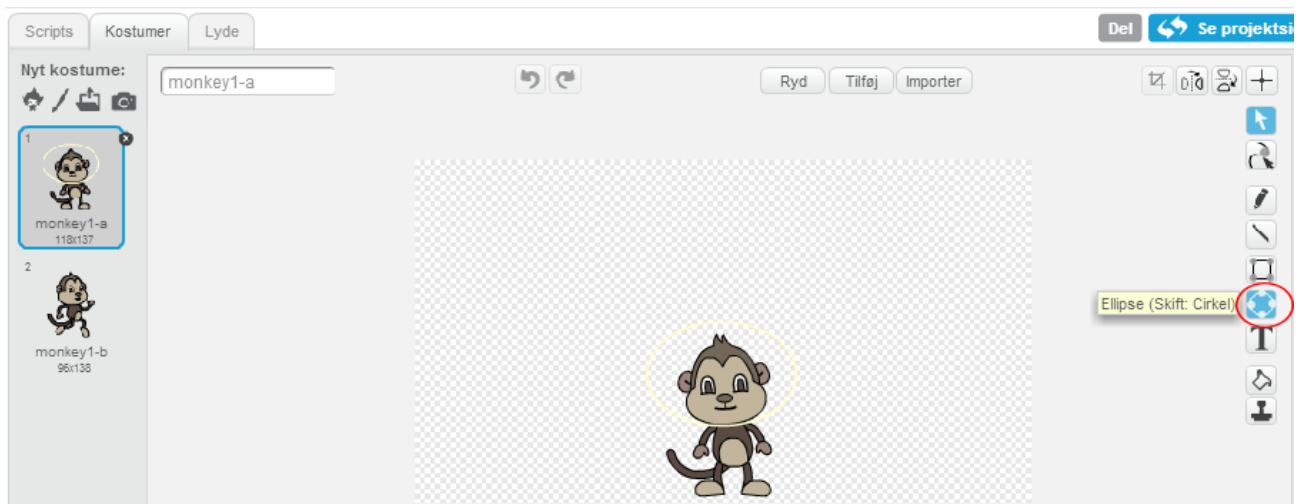 Scripts Kostumer Lyde
Del Se projektsi
Nyt kostume:
monkey1-a
Ryd Tilføj Importer
1
monkey1-a
118x137
2
monkey1-b
96x138
Ellipse (Skift: Cirkel)
T